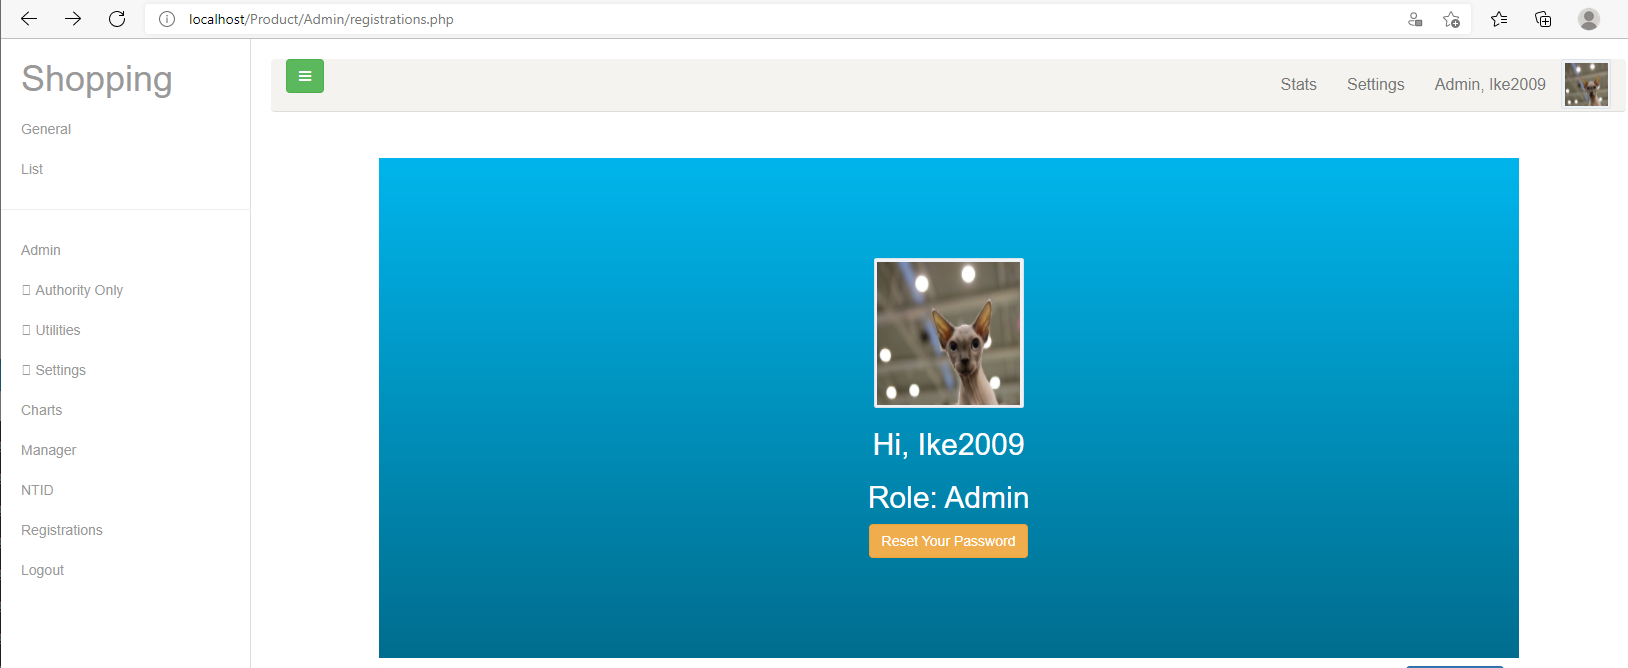 localhost/Product/Admin/registrations.php
Shopping
General
List
Admin
Authority Only
Utilities
Settings
Charts
Manager
NTID
Registrations
Logout
Stats Settings Admin, Ike2009
Hi, Ike2009
Role: Admin
Reset Your Password